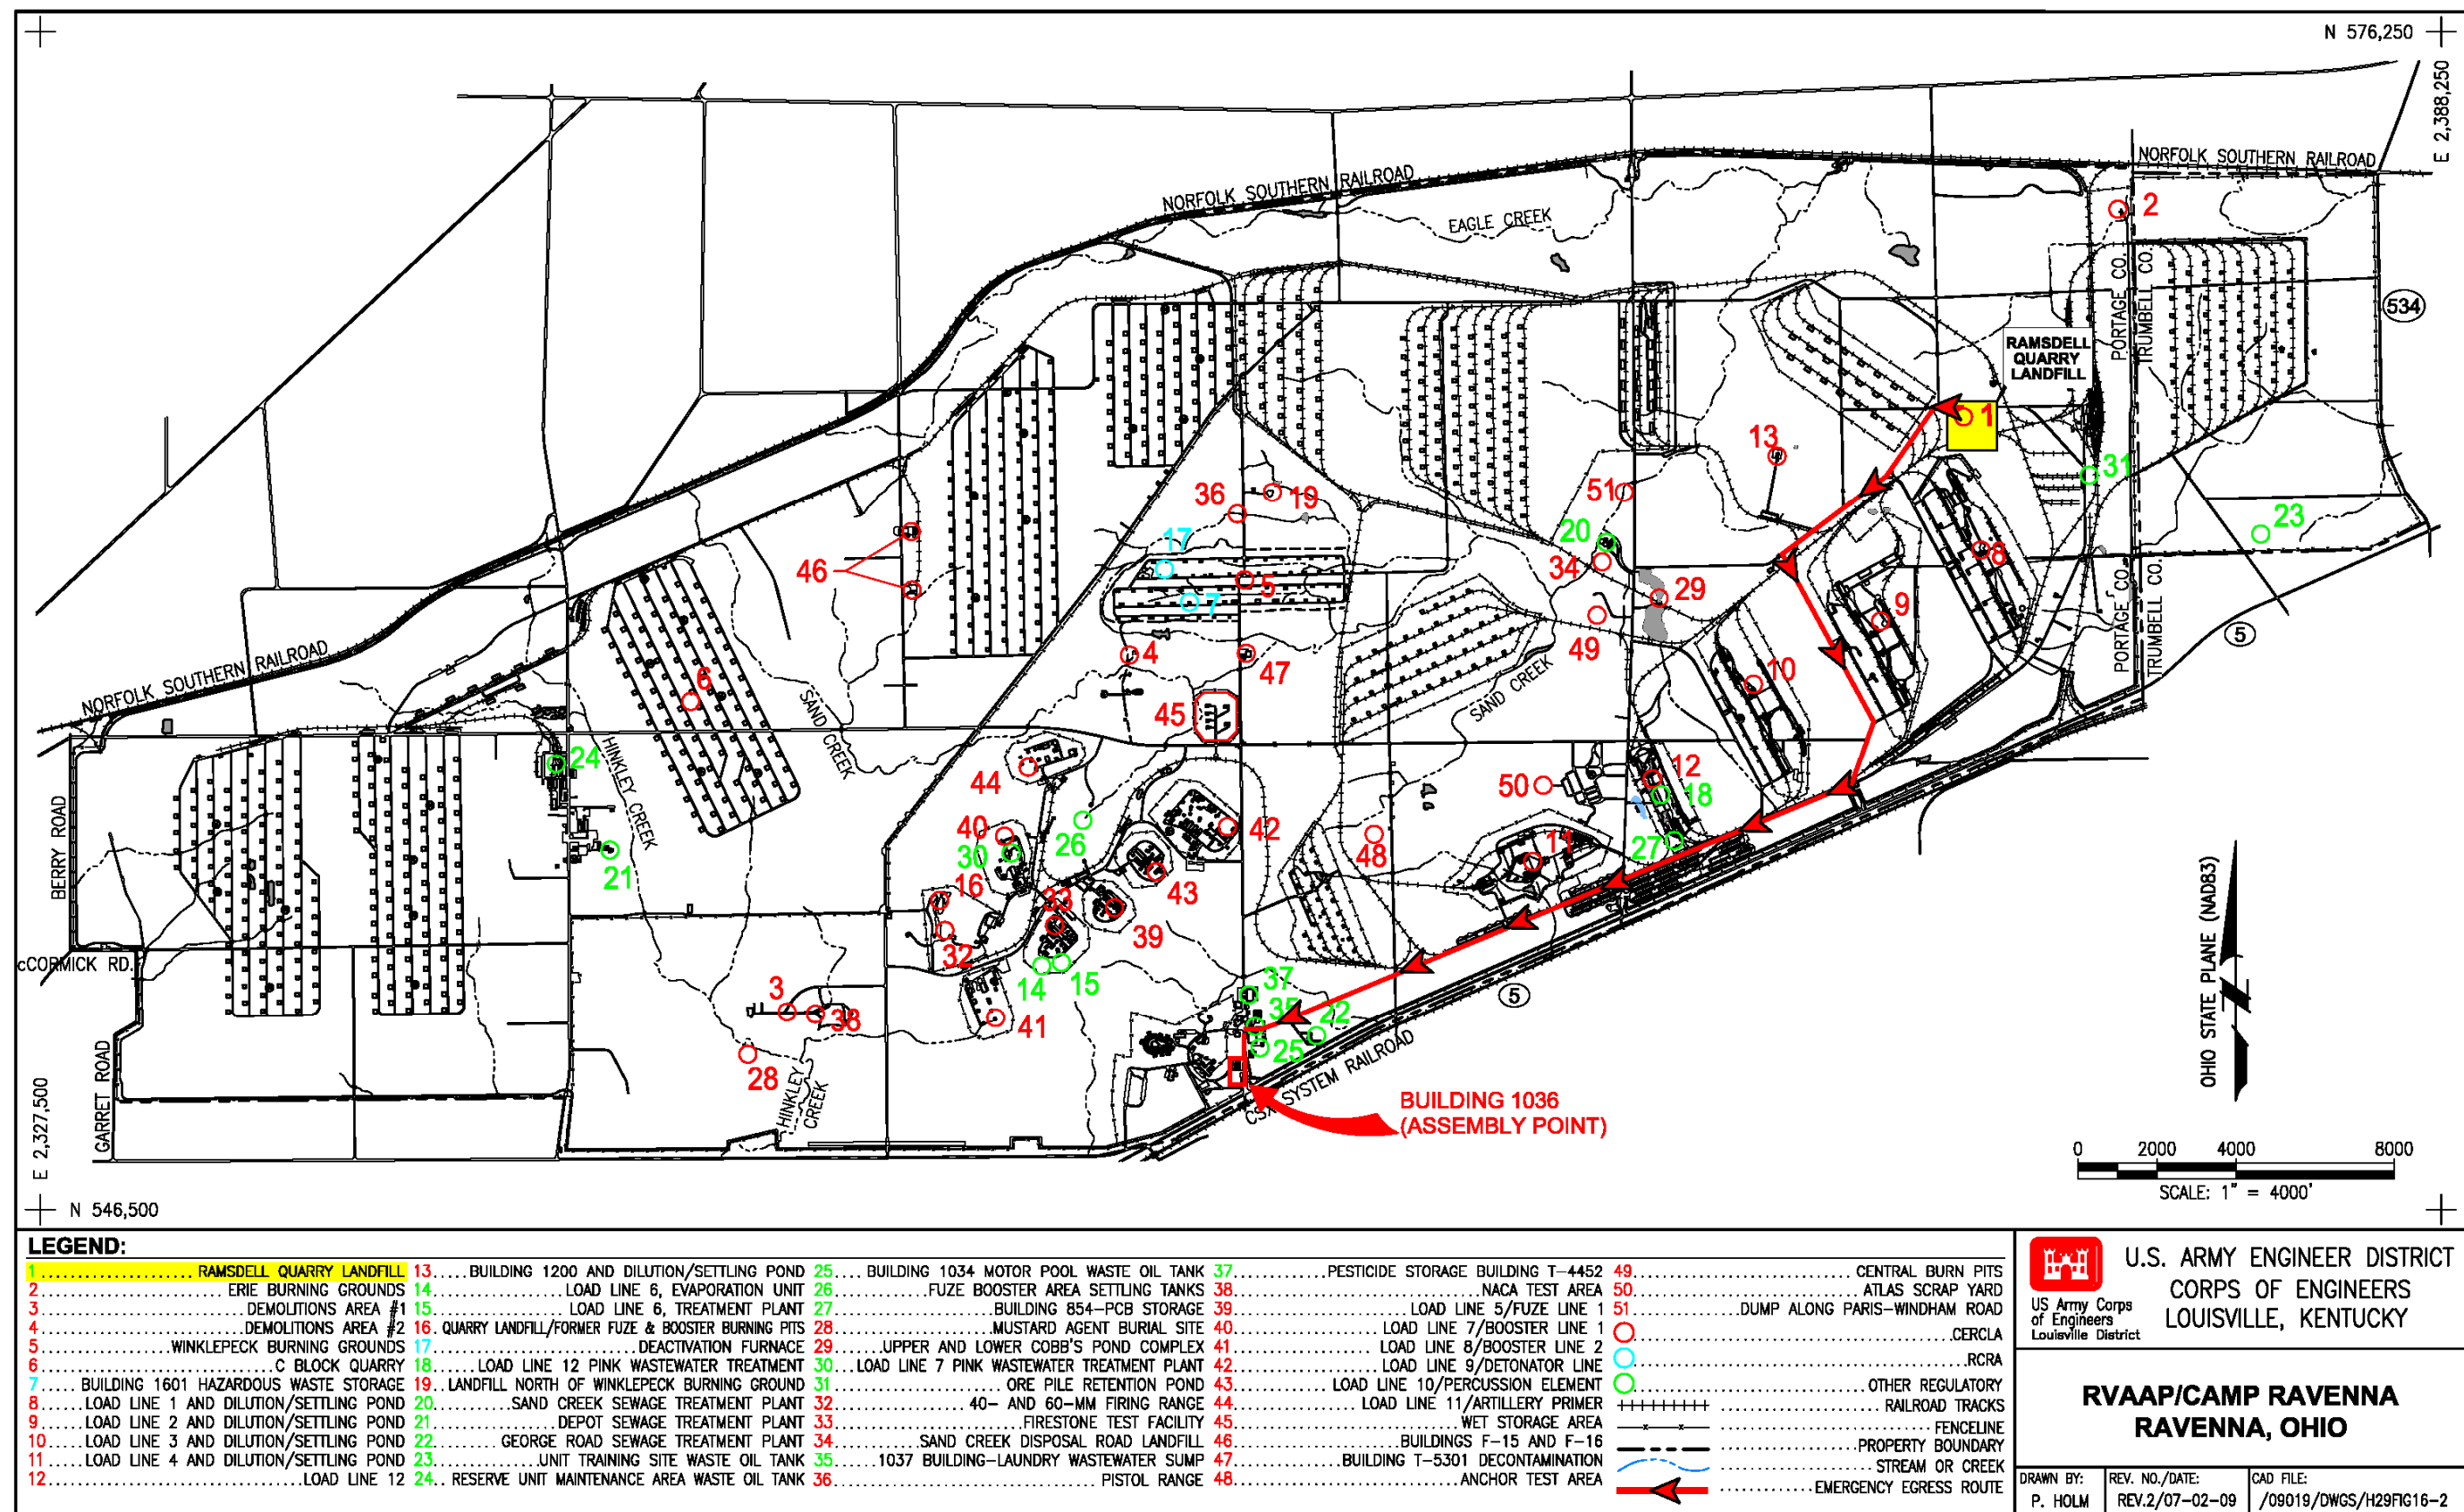 N 576,250
E 2,388,250
NORFOLK SOUTHERN RAILROAD
NORFOLK SOUTHERN RAILROAD
2
EAGLE CREEK
PORTAGE CO.
TRUMBELL CO.
534
RAMSDELL
QUARRY
LANDFILL
1
13
31
36
19
51
23
17
20
46
34
8
5
29
7
9
5
49
PORTAGE CO.
TRUMBELL CO.
NORFOLK SOUTHERN RAILROAD
4
47
10
6
SAND CREEK
SAND CREEK
45
24
HINKLEY CREEK
44
12
50
18
BERRY ROAD
40
26
42
11
27
30
48
21
16
43
33
39
32
cCORMICK RD.
14
15
37
3
38
35
22
5
41
25
28
HINKLEY
CREEK
CSX SYSTEM RAILROAD
GARRET ROAD
BUILDING 1036
(ASSEMBLY POINT)
OHIO STATE PLANE (NAD83)
0 2000 4000 8000
SCALE: 1" = 4000'
E 2,327,500
N 546,500
LEGEND:
1 RAMSDELL QUARRY LANDFILL
2 ERIE BURNING GROUNDS
3 DEMOLITIONS AREA #1
4 DEMOLITIONS AREA #2
5 WINKLEPECK BURNING GROUNDS
6 C BLOCK QUARRY
7 BUILDING 1601 HAZARDOUS WASTE STORAGE
8 LOAD LINE 1 AND DILUTION/SETTLING POND
9 LOAD LINE 2 AND DILUTION/SETTLING POND
10 LOAD LINE 3 AND DILUTION/SETTLING POND
11 LOAD LINE 4 AND DILUTION/SETTLING POND
12 LOAD LINE 12
13 BUILDING 1200 AND DILUTION/SETTLING POND
14 LOAD LINE 6, EVAPORATION UNIT
15 LOAD LINE 6, TREATMENT PLANT
16. QUARRY LANDFILL/FORMER FUZE & BOOSTER BURNING PITS
17 DEACTIVATION FURNACE
18 LOAD LINE 12 PINK WASTEWATER TREATMENT
19 LANDFILL NORTH OF WINKLEPECK BURNING GROUND
20 SAND CREEK SEWAGE TREATMENT PLANT
21 DEPOT SEWAGE TREATMENT PLANT
22 GEORGE ROAD SEWAGE TREATMENT PLANT
23 UNIT TRAINING SITE WASTE OIL TANK
24 RESERVE UNIT MAINTENANCE AREA WASTE OIL TANK
25 BUILDING 1034 MOTOR POOL WASTE OIL TANK
26 FUZE BOOSTER AREA SETTLING TANKS
27 BUILDING 854-PCB STORAGE
28 MUSTARD AGENT BURIAL SITE
29 UPPER AND LOWER COBB'S POND COMPLEX
30 LOAD LINE 7 PINK WASTEWATER TREATMENT PLANT
31 ORE PILE RETENTION POND
32 40- AND 60-MM FIRING RANGE
33 FIRESTONE TEST FACILITY
34 SAND CREEK DISPOSAL ROAD LANDFILL
35 1037 BUILDING-LAUNDRY WASTEWATER SUMP
36 PISTOL RANGE
37 PESTICIDE STORAGE BUILDING T-4452
38 NACA TEST AREA
39 LOAD LINE 5/FUZE LINE 1
40 LOAD LINE 7/BOOSTER LINE 1
41 LOAD LINE 8/BOOSTER LINE 2
42 LOAD LINE 9/DETONATOR LINE
43 LOAD LINE 10/PERCUSSION ELEMENT
44 LOAD LINE 11/ARTILLERY PRIMER
45 WET STORAGE AREA
46 BUILDINGS F-15 AND F-16
47 BUILDING T-5301 DECONTAMINATION
48 ANCHOR TEST AREA
49 CENTRAL BURN PITS
50 ATLAS SCRAP YARD
51 DUMP ALONG PARIS-WINDHAM ROAD
CERCLA
RCRA
OTHER REGULATORY
RAILROAD TRACKS
FENCELINE
PROPERTY BOUNDARY
STREAM OR CREEK
EMERGENCY EGRESS ROUTE
US Army Corps
of Engineers
Louisville District
U.S. ARMY ENGINEER DISTRICT
CORPS OF ENGINEERS
LOUISVILLE, KENTUCKY
RVAAP/CAMP RAVENNA
RAVENNA, OHIO
DRAWN BY:
P. HOLM
REV. NO./DATE:
REV.2/07-02-09
CAD FILE:
/09019/DWGS/H29FIG16-2